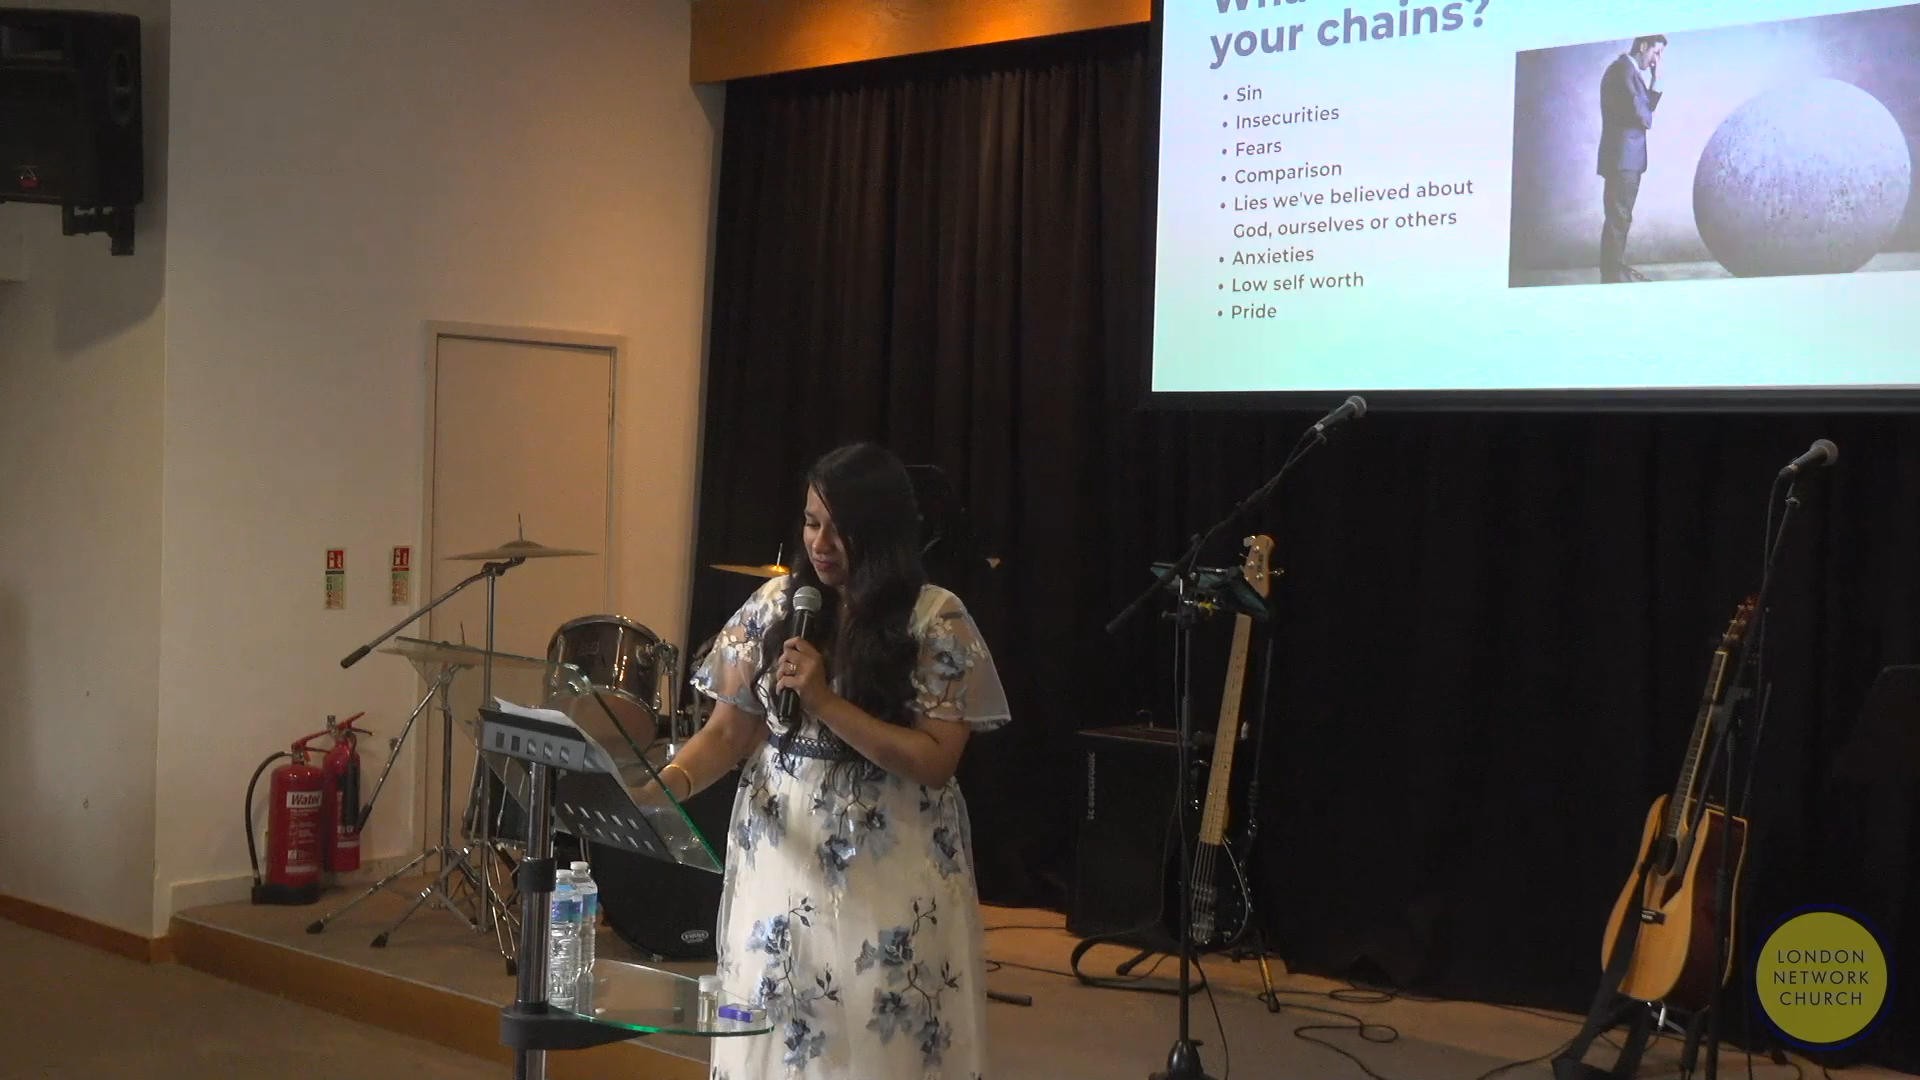 your chains?
• Sin
• Insecurities
• Fears
• Comparison
• Lies we've believed about
God, ourselves or others
• Anxieties
• Low self worth
• Pride
Water
LONDON
NETWORK
CHURCH